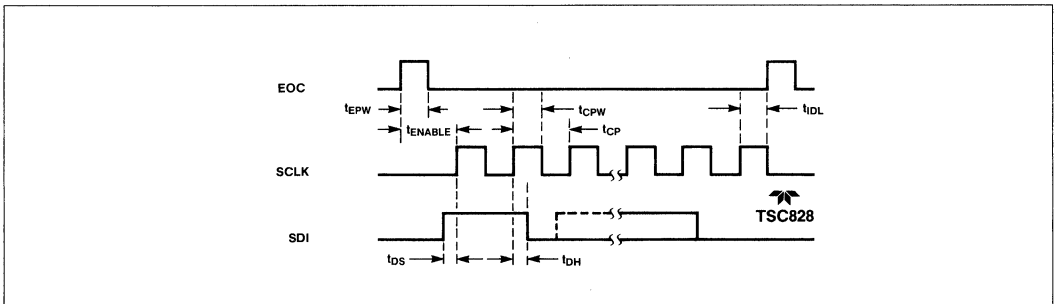 EOC
tEPW
tCPW
tIDL
tENABLE
tCP
SCLK
TSC828
SDI
tDS
tDH